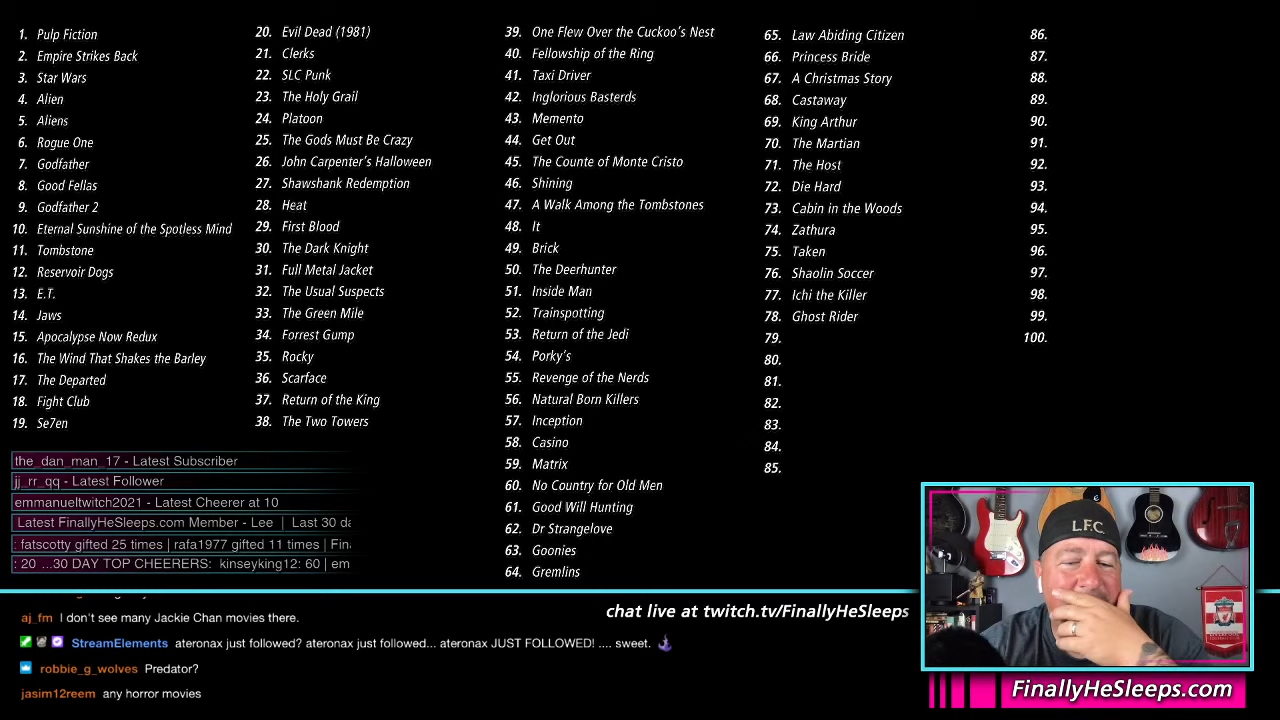 1. Pulp Fiction
2. Empire Strikes Back
3. Star Wars
4. Alien
5. Aliens
6. Rogue One
7. Godfather
8. Good Fellas
9. Godfather 2
10. Eternal Sunshine of the Spotless Mind
11. Tombstone
12. Reservoir Dogs
13. E.T.
14. Jaws
15. Apocalypse Now Redux
16. The Wind That Shakes the Barley
17. The Departed
18. Fight Club
19. Se7en
20. Evil Dead (1981)
21. Clerks
22. SLC Punk
23. The Holy Grail
24. Platoon
25. The Gods Must Be Crazy
26. John Carpenter's Halloween
27. Shawshank Redemption
28. Heat
29. First Blood
30. The Dark Knight
31. Full Metal Jacket
32. The Usual Suspects
33. The Green Mile
34. Forrest Gump
35. Rocky
36. Scarface
37. Return of the King
38. The Two Towers
39. One Flew Over the Cuckoo's Nest
40. Fellowship of the Ring
41. Taxi Driver
42. Inglorious Basterds
43. Memento
44. Get Out
45. The Counte of Monte Cristo
46. Shining
47. A Walk Among the Tombstones
48. It
49. Brick
50. The Deerhunter
51. Inside Man
52. Trainspotting
53. Return of the Jedi
54. Porky's
55. Revenge of the Nerds
56. Natural Born Killers
57. Inception
58. Casino
59. Matrix
60. No Country for Old Men
61. Good Will Hunting
62. Dr Strangelove
63. Goonies
64. Gremlins
65. Law Abiding Citizen
66. Princess Bride
67. A Christmas Story
68. Castaway
69. King Arthur
70. The Martian
71. The Host
72. Die Hard
73. Cabin in the Woods
74. Zathura
75. Taken
76. Shaolin Soccer
77. Ichi the Killer
78. Ghost Rider
79.
80.
81.
82.
83.
84.
85.
86.
87.
88.
89.
90.
91.
92.
93.
94.
95.
96.
97.
98.
99.
100.
the_dan_man_17 - Latest Subscriber
jj_rr_qq - Latest Follower
emmanueltwitch2021 - Latest Cheerer at 10
Latest FinallyHeSleeps.com Member - Lee | Last 30 da
: fatscotty gifted 25 times | rafa1977 gifted 11 times | Fin
: 20 ...30 DAY TOP CHEERERS: kinseyking12: 60 | em
chat live at twitch.tv/FinallyHeSleeps
aj_fm I don't see many Jackie Chan movies there.
StreamElements ateronax just followed? ateronax just followed... ateronax JUST FOLLOWED! .... sweet.
robbie_g_wolves Predator?
jasim12reem any horror movies
L.F.C.
FinallyHeSleeps.com